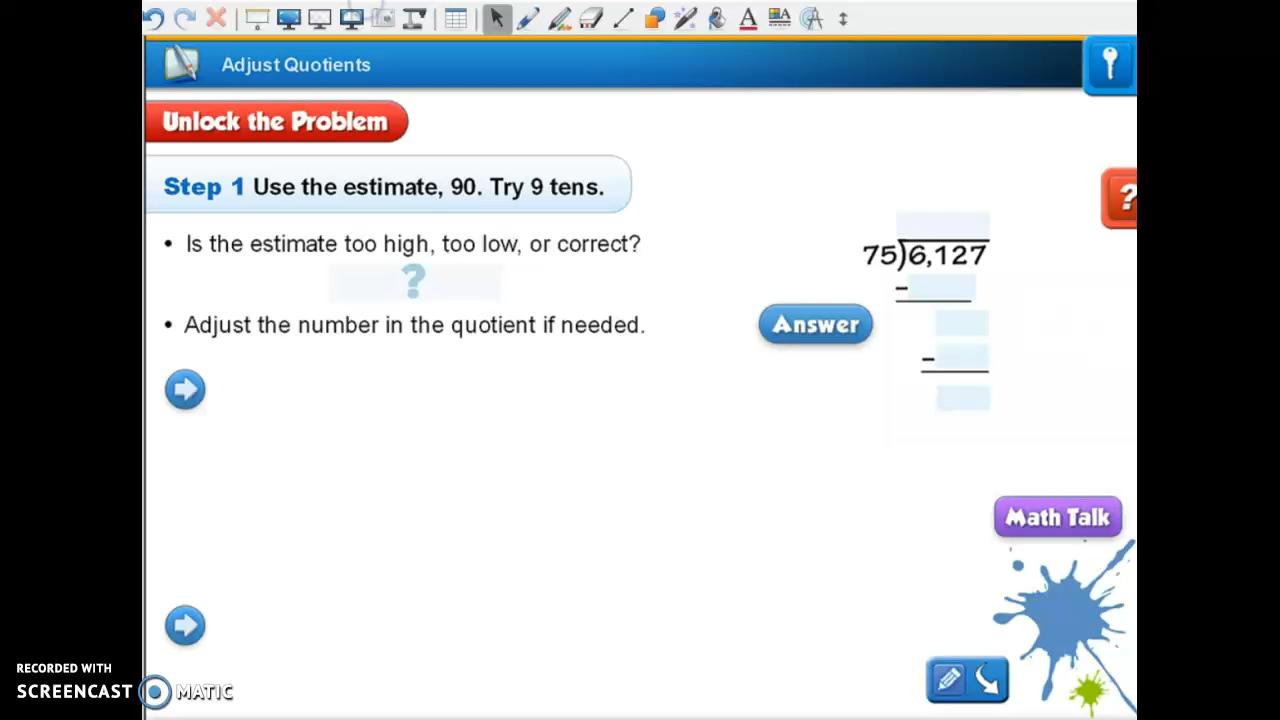 Adjust Quotients
Unlock the Problem
Step 1 Use the estimate, 90. Try 9 tens.
• Is the estimate too high, too low, or correct?
?
• Adjust the number in the quotient if needed.
75)6,127
–
–
Answer
?
Math Talk
RECORDED WITH
SCREENCAST MATIC